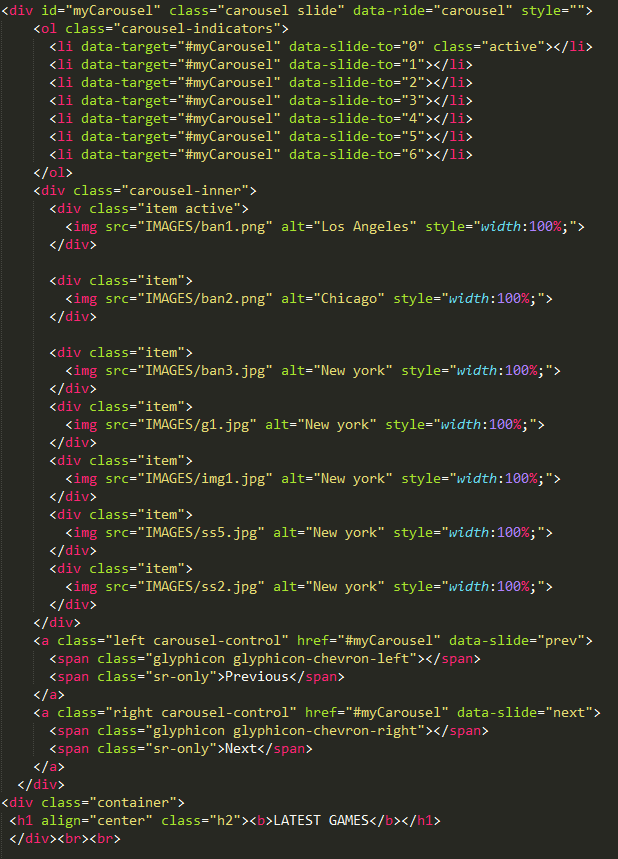 <div id="myCarousel" class="carousel slide" data-ride="carousel" style="">
<ol class="carousel-indicators">
<li data-target="#myCarousel" data-slide-to="0" class="active"></li>
<li data-target="#myCarousel" data-slide-to="1"></li>
<li data-target="#myCarousel" data-slide-to="2"></li>
<li data-target="#myCarousel" data-slide-to="3"></li>
<li data-target="#myCarousel" data-slide-to="4"></li>
<li data-target="#myCarousel" data-slide-to="5"></li>
<li data-target="#myCarousel" data-slide-to="6"></li>
</ol>
<div class="carousel-inner">
<div class="item active">
<img src="IMAGES/ban1.png" alt="Los Angeles" style="width:100%;">
</div>
<div class="item">
<img src="IMAGES/ban2.png" alt="Chicago" style="width:100%;">
</div>
<div class="item">
<img src="IMAGES/ban3.jpg" alt="New york" style="width:100%;">
</div>
<div class="item">
<img src="IMAGES/g1.jpg" alt="New york" style="width:100%;">
</div>
<div class="item">
<img src="IMAGES/img1.jpg" alt="New york" style="width:100%;">
</div>
<div class="item">
<img src="IMAGES/ss5.jpg" alt="New york" style="width:100%;">
</div>
<div class="item">
<img src="IMAGES/ss2.jpg" alt="New york" style="width:100%;">
</div>
</div>
<a class="left carousel-control" href="#myCarousel" data-slide="prev">
<span class="glyphicon glyphicon-chevron-left"></span>
<span class="sr-only">Previous</span>
</a>
<a class="right carousel-control" href="#myCarousel" data-slide="next">
<span class="glyphicon glyphicon-chevron-right"></span>
<span class="sr-only">Next</span>
</a>
</div>
<div class="container">
<h1 align="center" class="h2"><b>LATEST GAMES</b></h1>
</div><br><br>